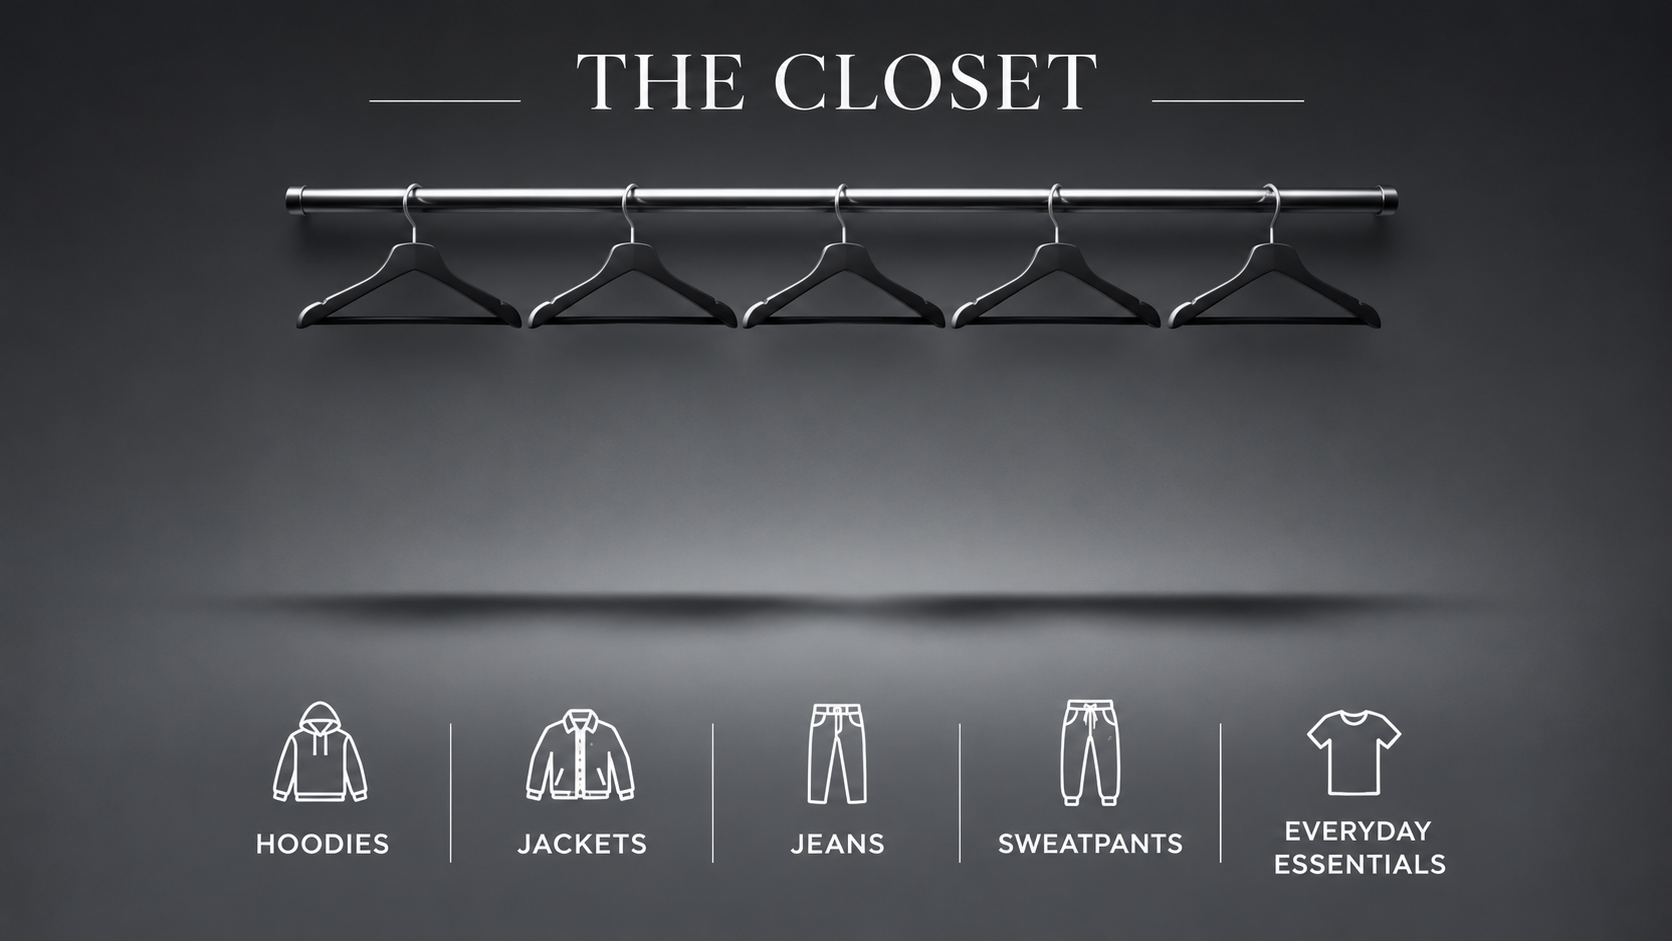 THE CLOSET
HOODIES
JACKETS
JEANS
SWEATPANTS
EVERYDAY
ESSENTIALS